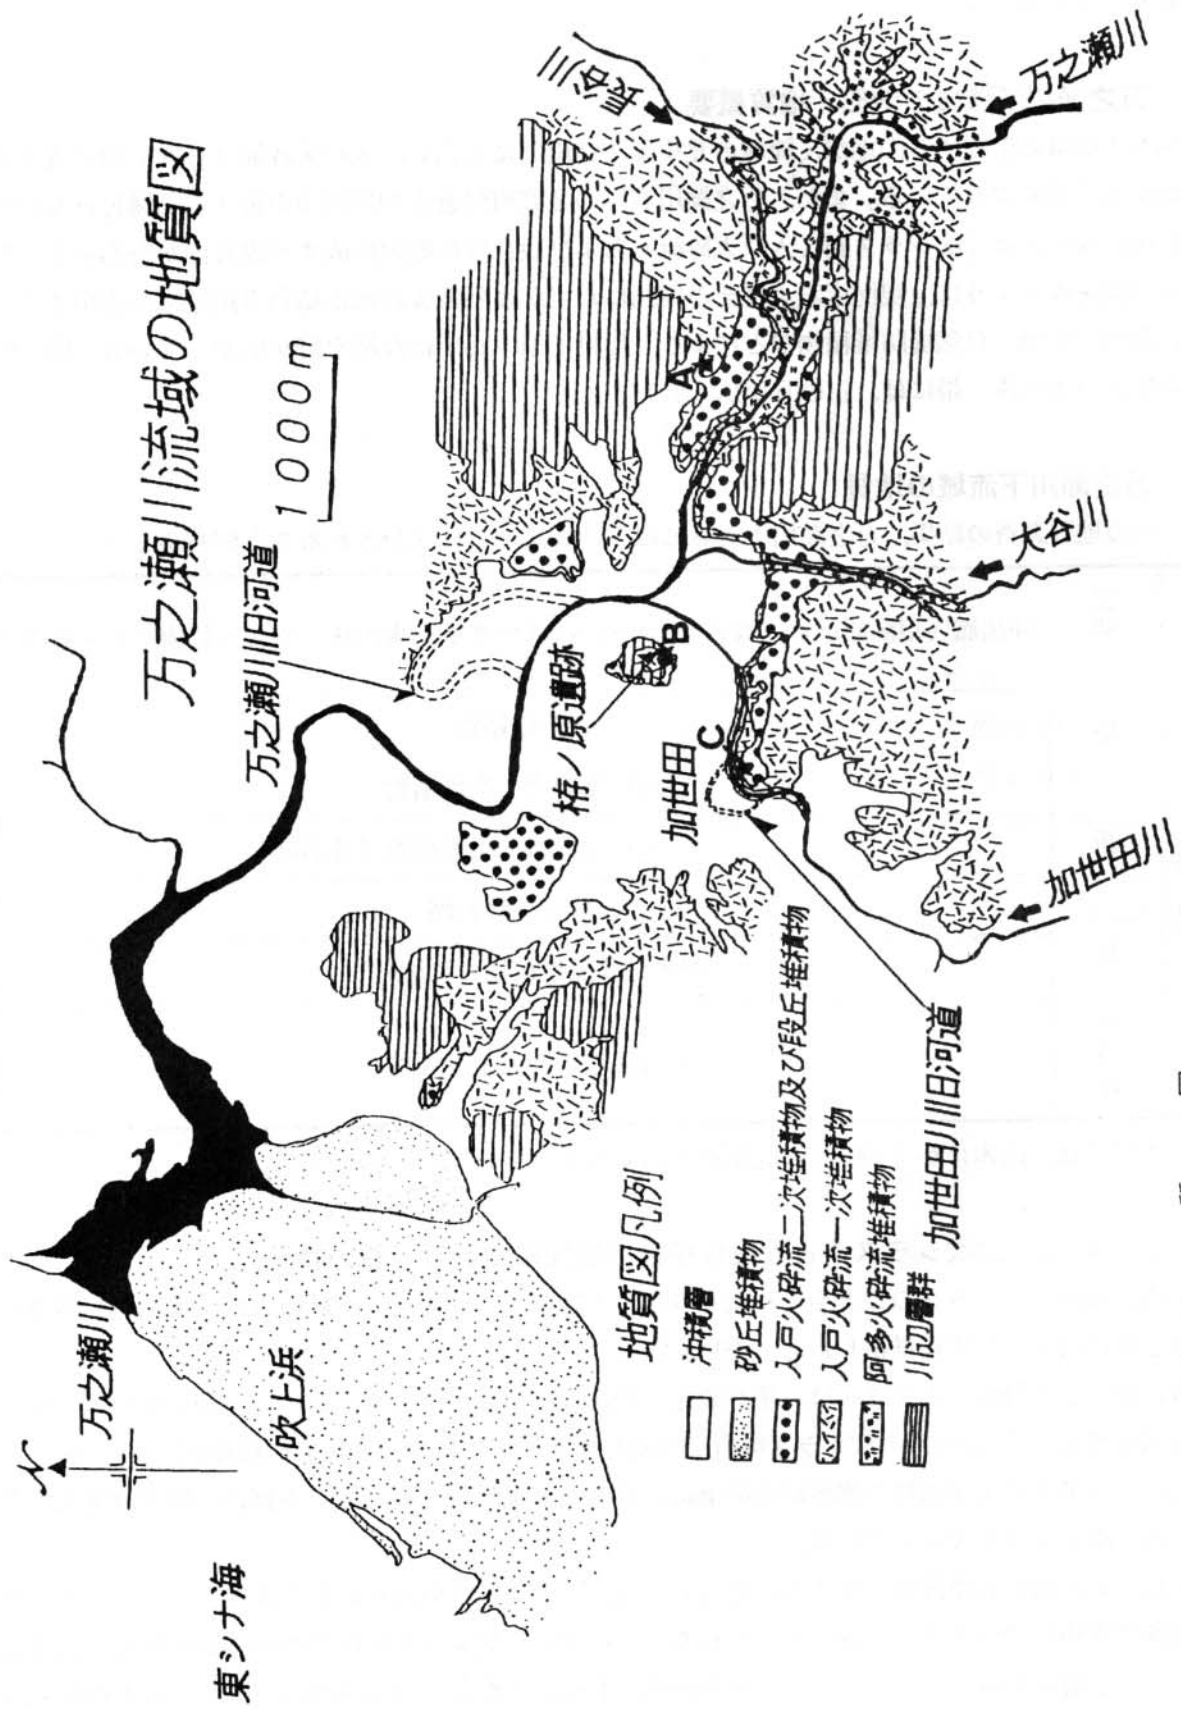 万之瀬川流域の地質図
1000m
N
東シナ海
万之瀬川
吹上浜
万之瀬川旧河道
栫ノ原遺跡
加世田
A
B
C
長谷川
万之瀬川
大谷川
加世田川
加世田川旧河道
地質図凡例
沖積層
砂丘堆積物
入戸火砕流二次堆積物及び段丘堆積物
入戸火砕流一次堆積物
阿多火砕流堆積物
川辺層群